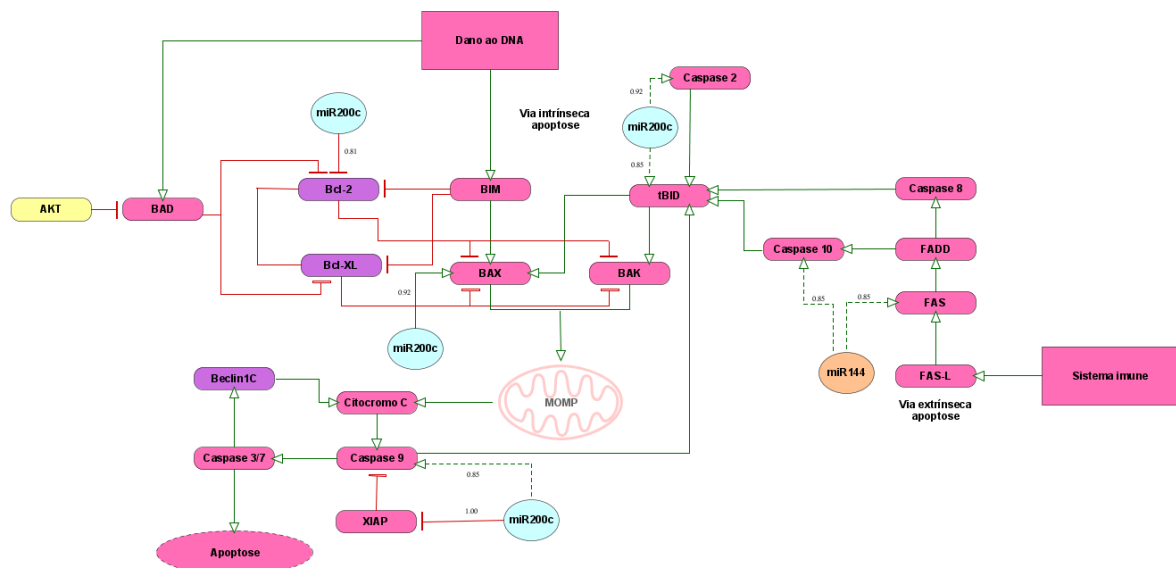 Dano ao DNA
Caspase 2
0.92
miR200c
Via intrínseca
apoptose
miR200c
0.81
0.85
Bcl-2
BIM
tBID
Caspase 8
AKT
BAD
Caspase 10
FADD
Bcl-XL
BAX
BAK
0.92
0.85
0.85
FAS
miR200c
miR144
FAS-L
Sistema imune
Via extrínseca
apoptose
Beclin1C
Citocromo C
MOMP
Caspase 3/7
Caspase 9
0.85
XIAP
1.00
miR200c
Apoptose